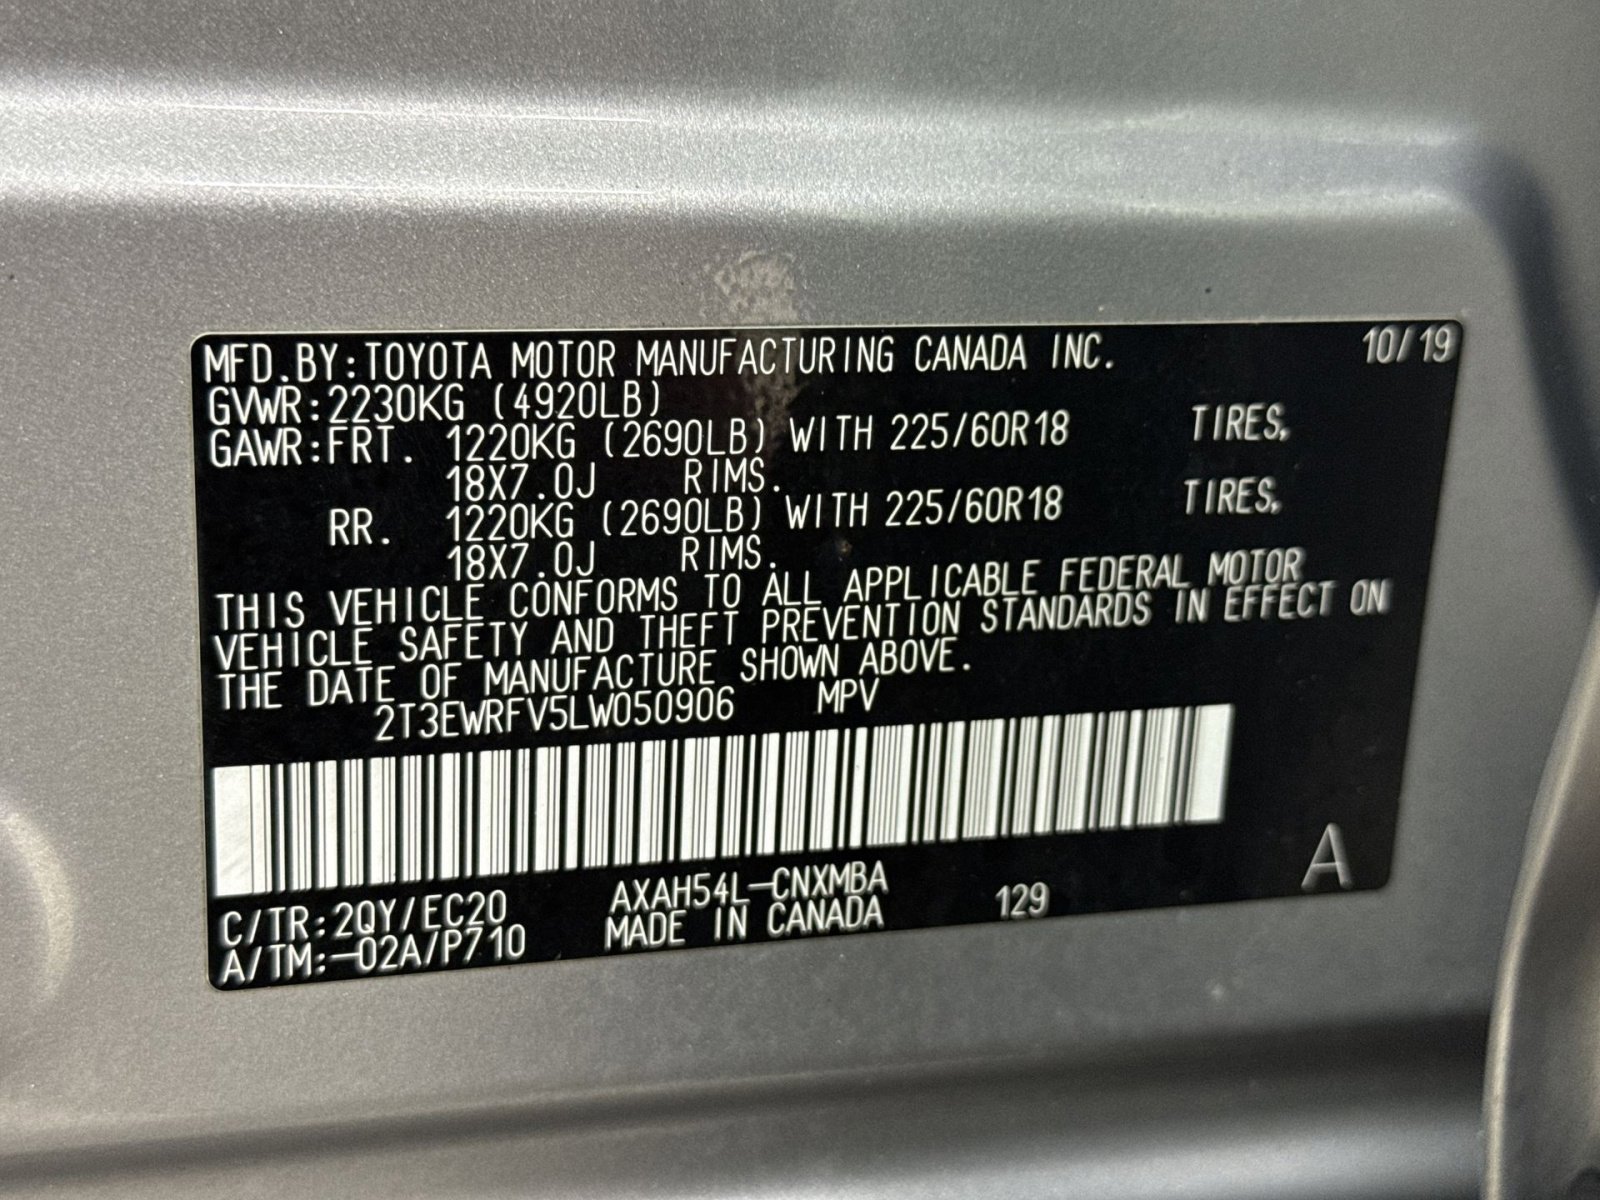 MFD.BY:TOYOTA MOTOR MANUFACTURING CANADA INC. 10/19
GVWR:2230KG (4920LB)
GAWR:FRT. 1220KG (2690LB) WITH 225/60R18 TIRES,
18X7.0J RIMS.
RR. 1220KG (2690LB) WITH 225/60R18 TIRES,
18X7.0J RIMS.
THIS VEHICLE CONFORMS TO ALL APPLICABLE FEDERAL MOTOR
VEHICLE SAFETY AND THEFT PREVENTION STANDARDS IN EFFECT ON
THE DATE OF MANUFACTURE SHOWN ABOVE.
2T3EWRFV5LW050906 MPV
C/TR:2QY/EC20 AXAH54L-CNXMBA 129 A
A/TM:-02A/P710 MADE IN CANADA